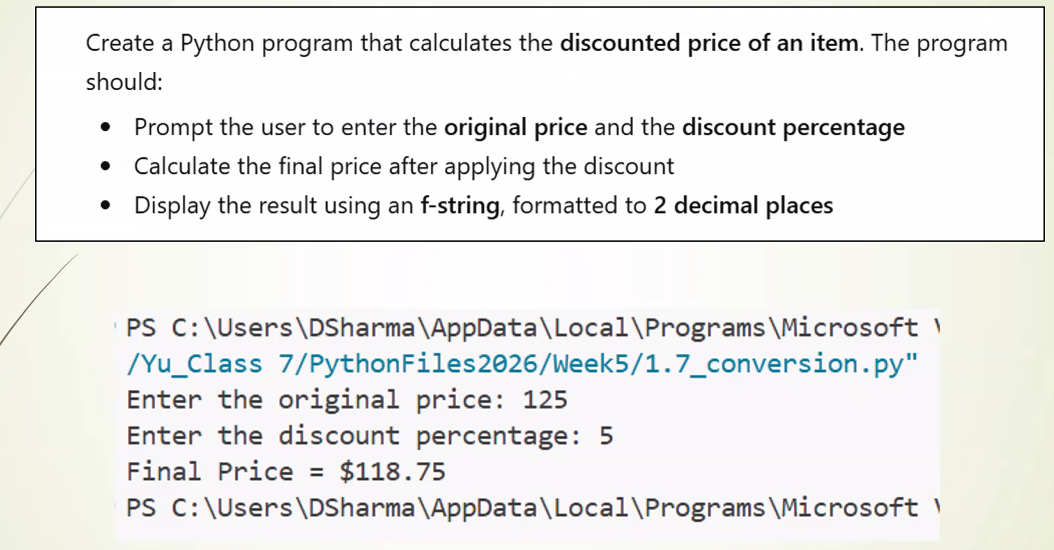 Create a Python program that calculates the discounted price of an item. The program
should:
• Prompt the user to enter the original price and the discount percentage
• Calculate the final price after applying the discount
• Display the result using an f-string, formatted to 2 decimal places
PS C:\Users\DSharma\AppData\Local\Programs\Microsoft
/Yu_Class 7/PythonFiles2026/Week5/1.7_conversion.py"
Enter the original price: 125
Enter the discount percentage: 5
Final Price = $118.75
PS C:\Users\DSharma\AppData\Local\Programs\Microsoft